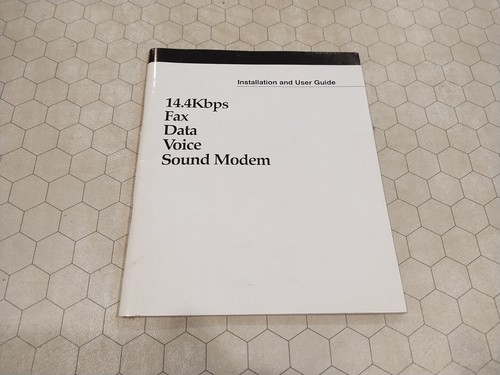 Installation and User Guide
14.4Kbps
Fax
Data
Voice
Sound Modem